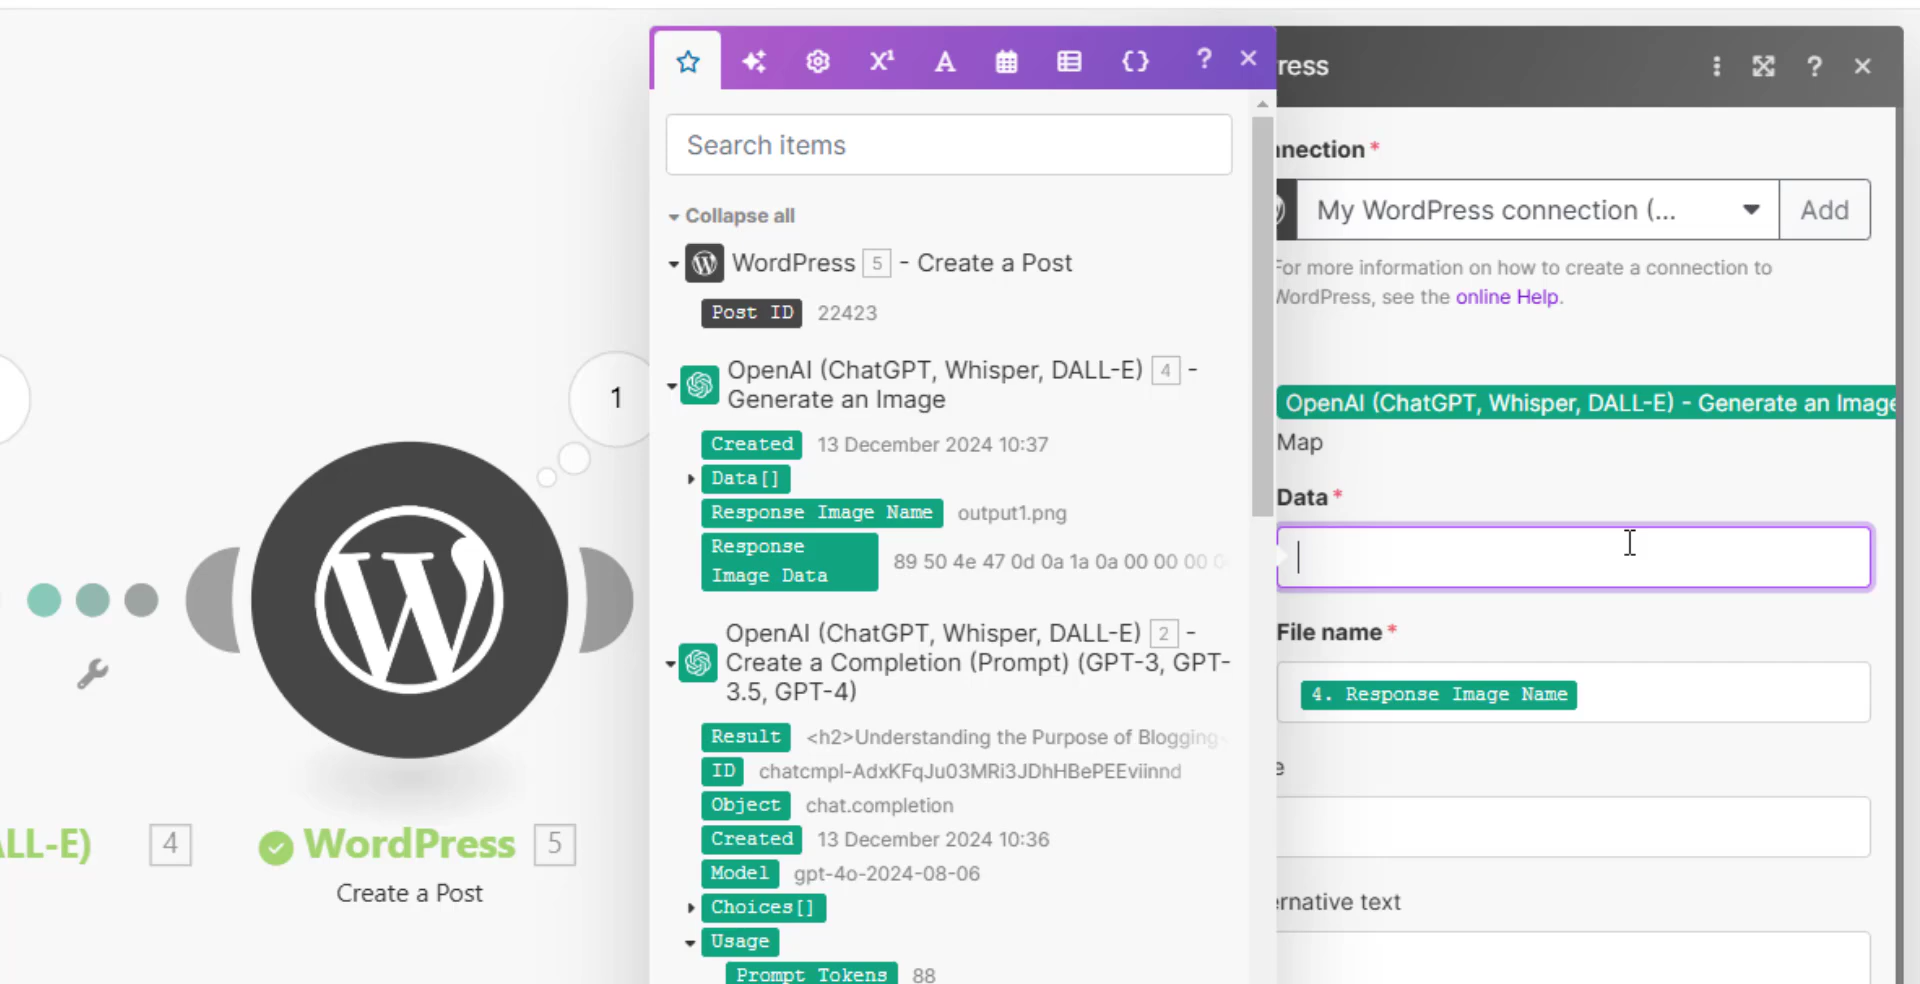 1
ALL-E)
4
WordPress
5
Create a Post
?
Search items
Collapse all
WordPress 5 - Create a Post
Post ID 22423
OpenAI (ChatGPT, Whisper, DALL-E) 4 -
Generate an Image
Created 13 December 2024 10:37
Data[]
Response Image Name output1.png
Response
Image Data
89 50 4e 47 0d 0a 1a 0a 00 00 00
OpenAI (ChatGPT, Whisper, DALL-E) 2 -
Create a Completion (Prompt) (GPT-3, GPT-
3.5, GPT-4)
Result <h2>Understanding the Purpose of Blogging
ID chatcmpl-AdxKFqJu03MRi3JDhHBePEEviinnd
Object chat.completion
Created 13 December 2024 10:36
Model gpt-4o-2024-08-06
Choices[]
Usage
Prompt Tokens 88
ress
?
nnection *
My WordPress connection (...
Add
For more information on how to create a connection to
WordPress, see the online Help.
OpenAI (ChatGPT, Whisper, DALL-E) - Generate an Image
Map
Data *
File name *
4. Response Image Name
e
ernative text